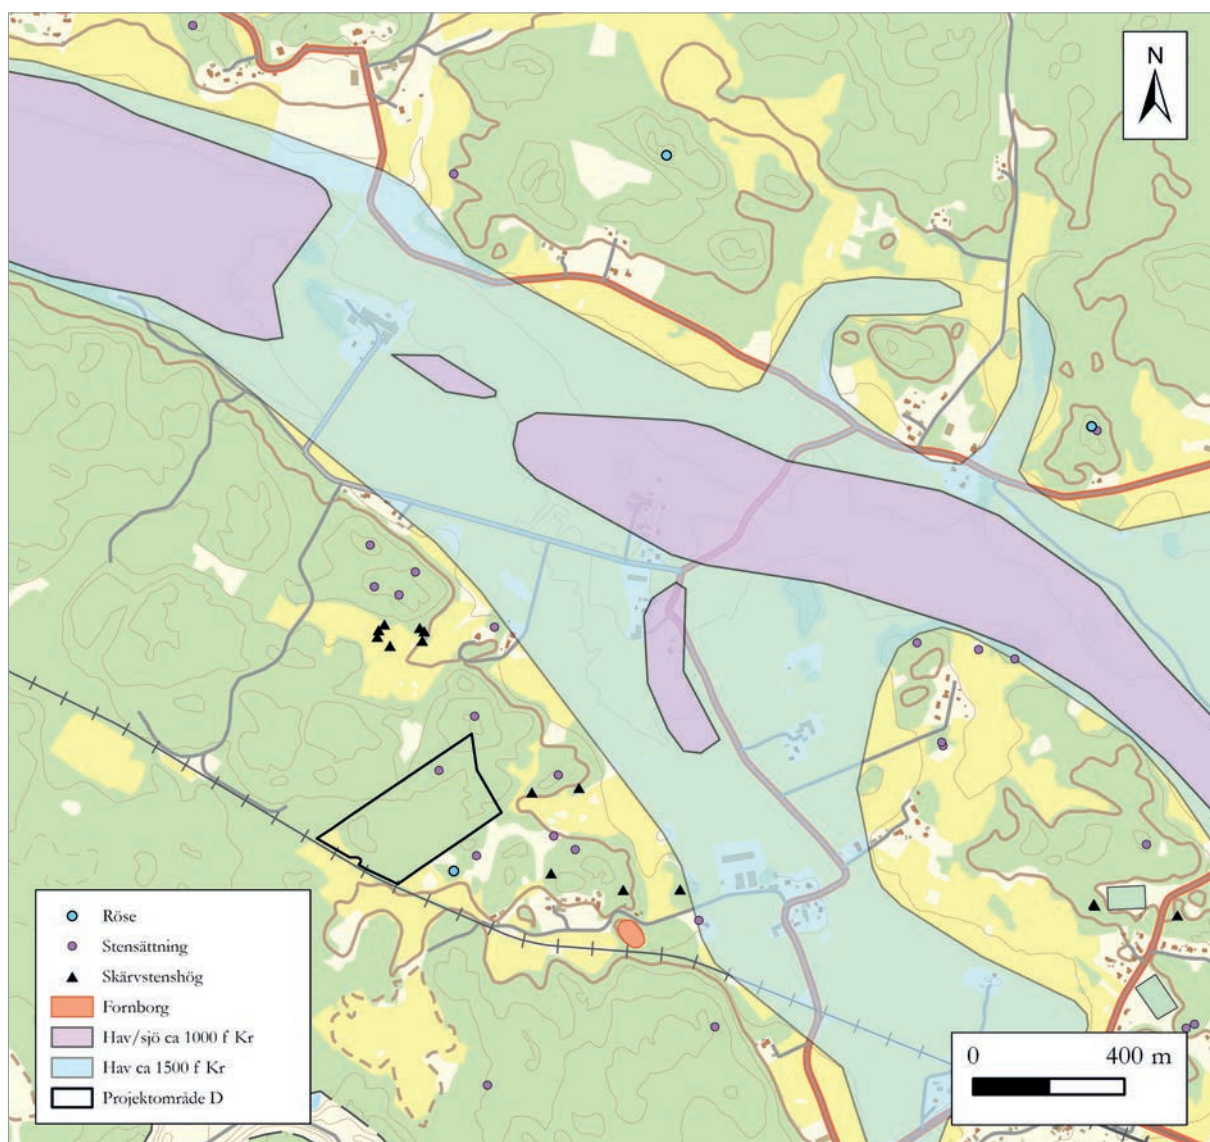 N
Röse
Stensättning
Skärvstenshög
Fornborg
Hav/sjö ca 1000 f Kr
Hav ca 1500 f Kr
Projektområde D
0 400 m